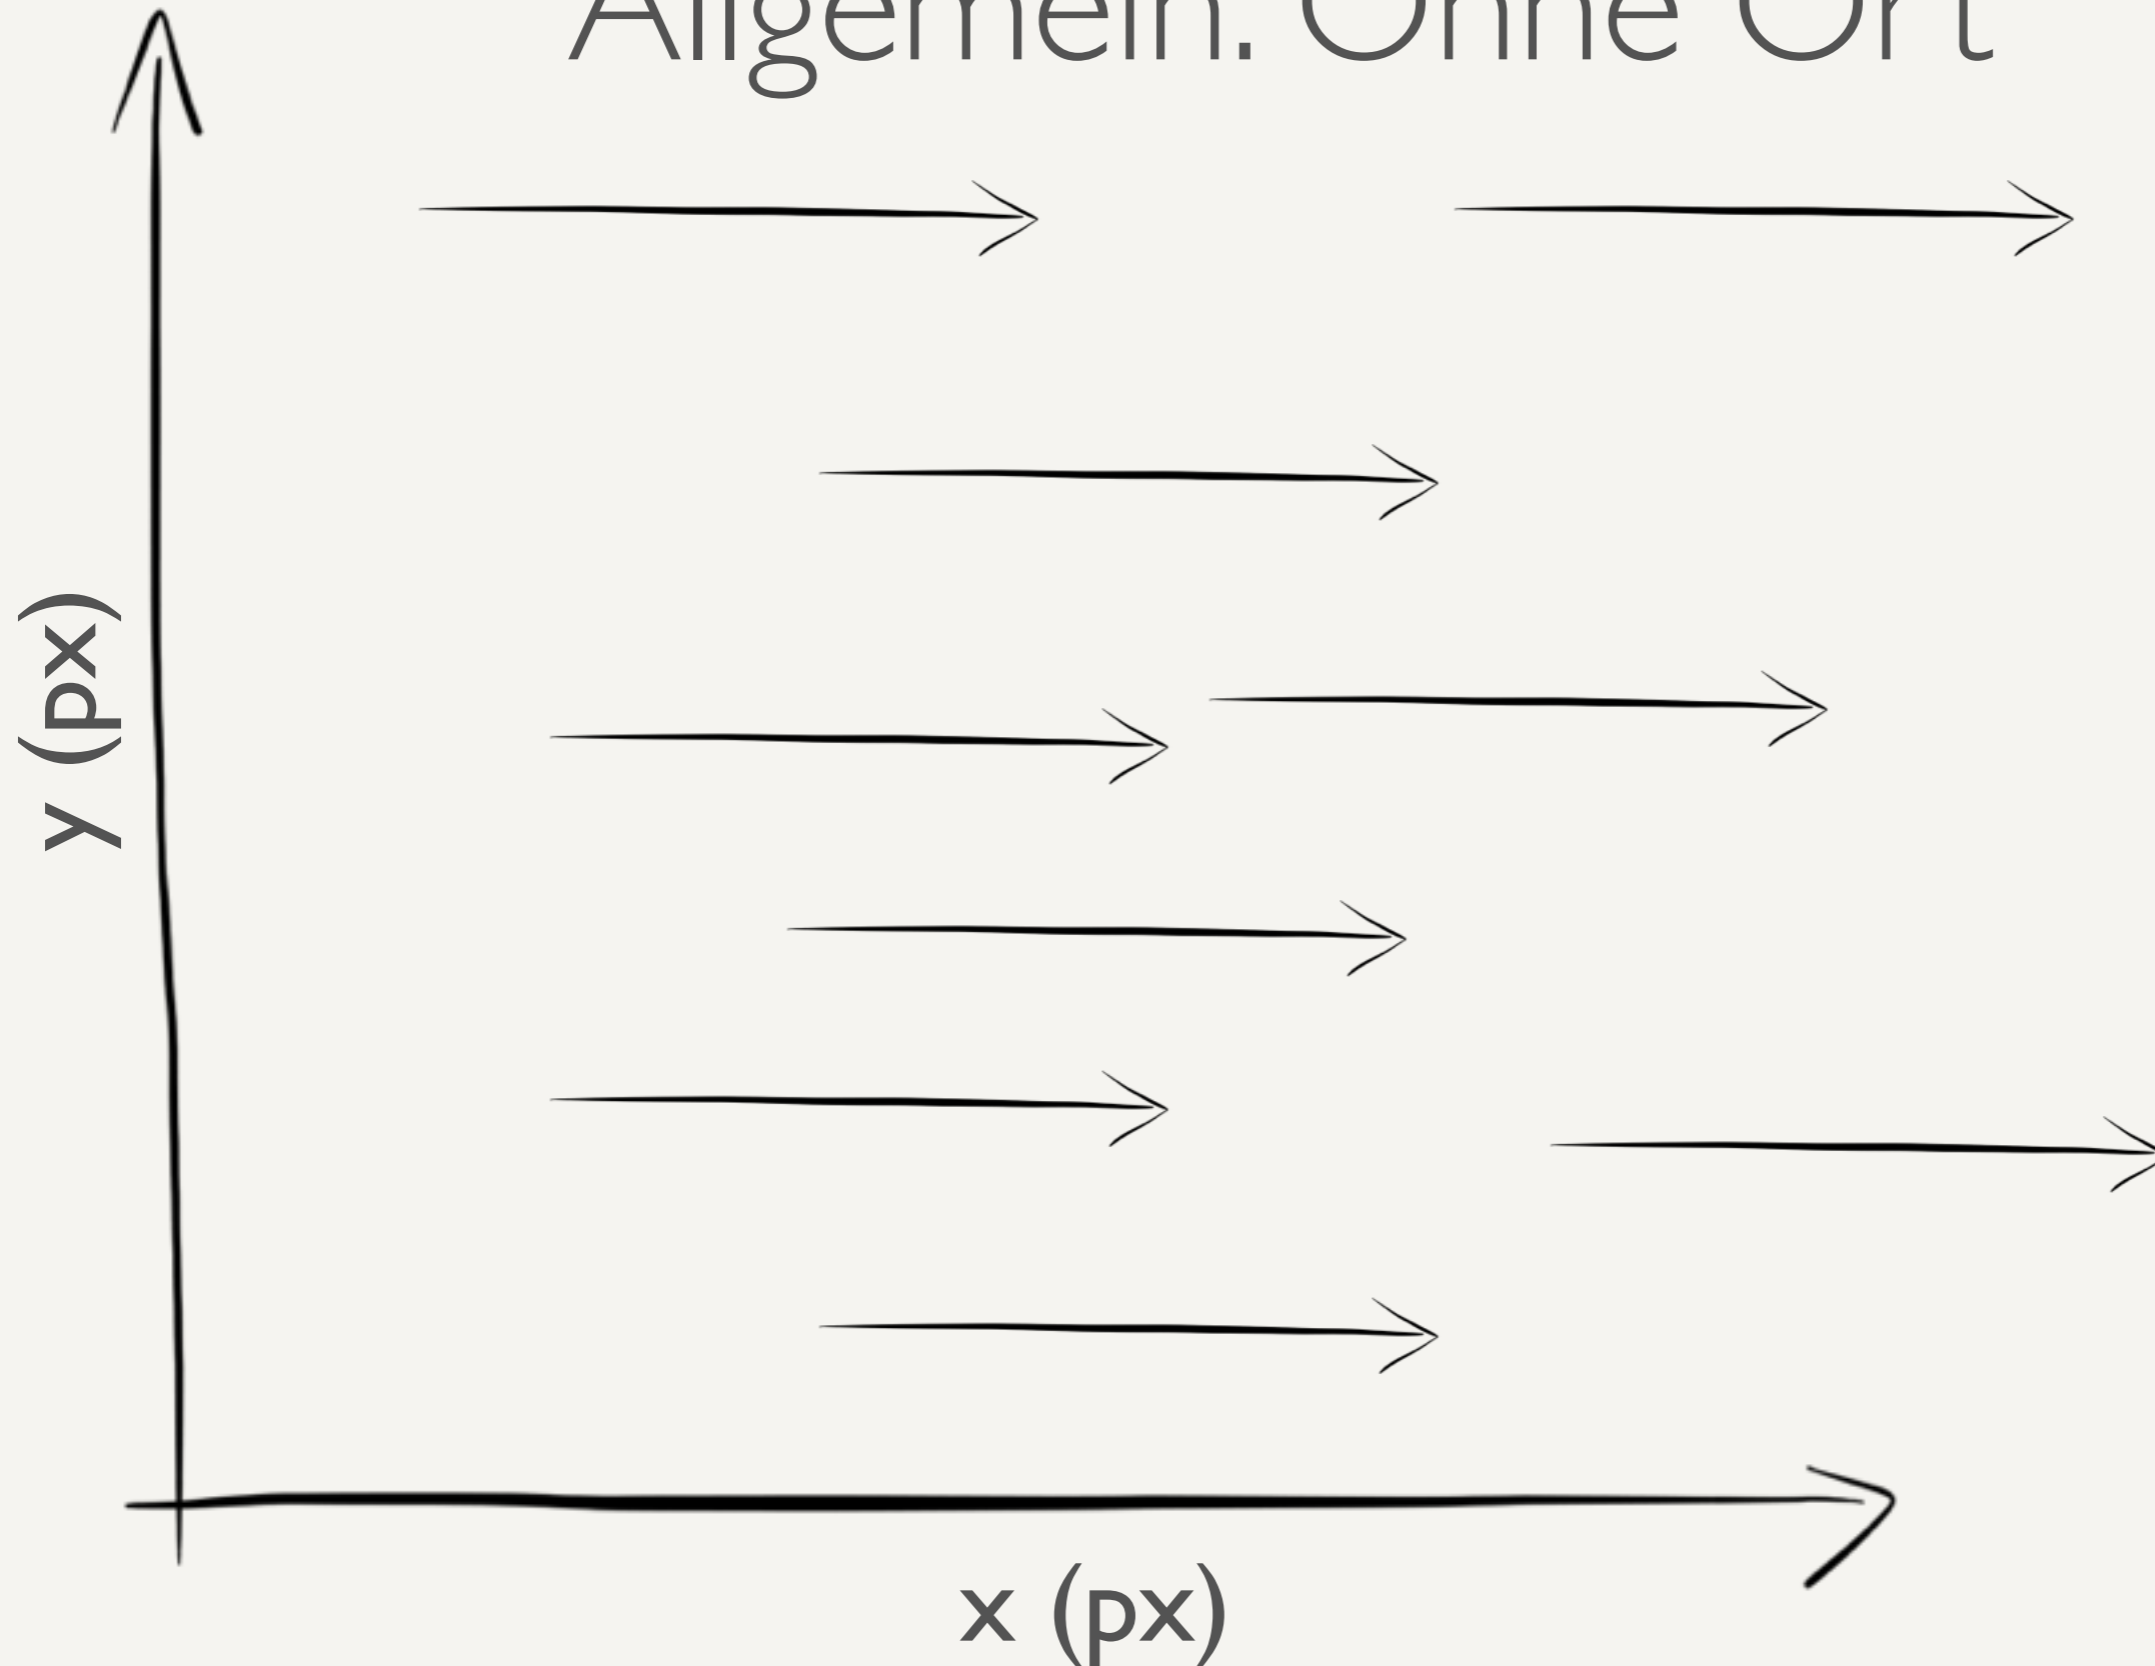 Allgemein. Ohne Ort
y (px)
x (px)